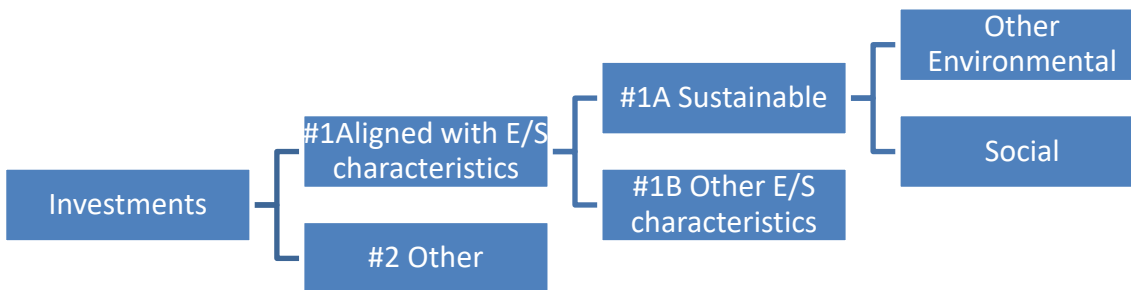 Investments
#1Aligned with E/S
characteristics
#2 Other
#1A Sustainable
#1B Other E/S
characteristics
Other
Environmental
Social